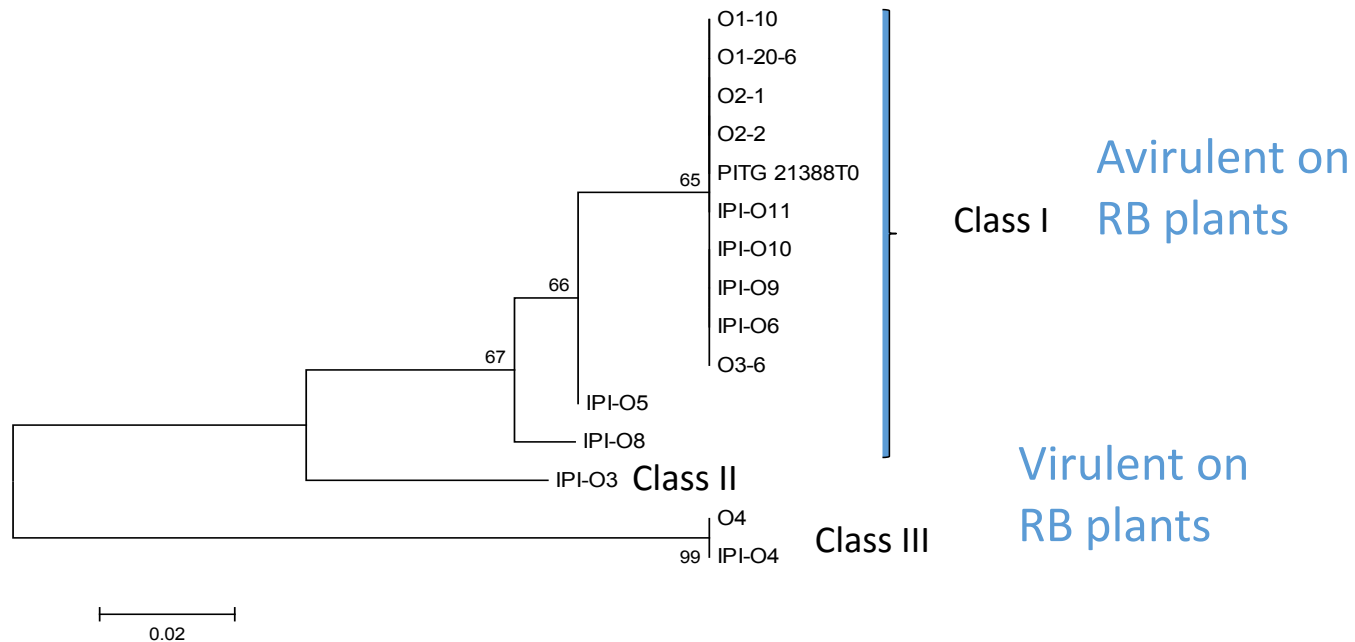 O1-10
O1-20-6
O2-1
O2-2
PITG 21388T0
IPI-O11
IPI-O10
IPI-O9
IPI-O6
O3-6
IPI-O5
IPI-O8
IPI-O3
O4
IPI-O4
65
66
67
99
Class I
Avirulent on
RB plants
Class II
Class III
Virulent on
RB plants
0.02